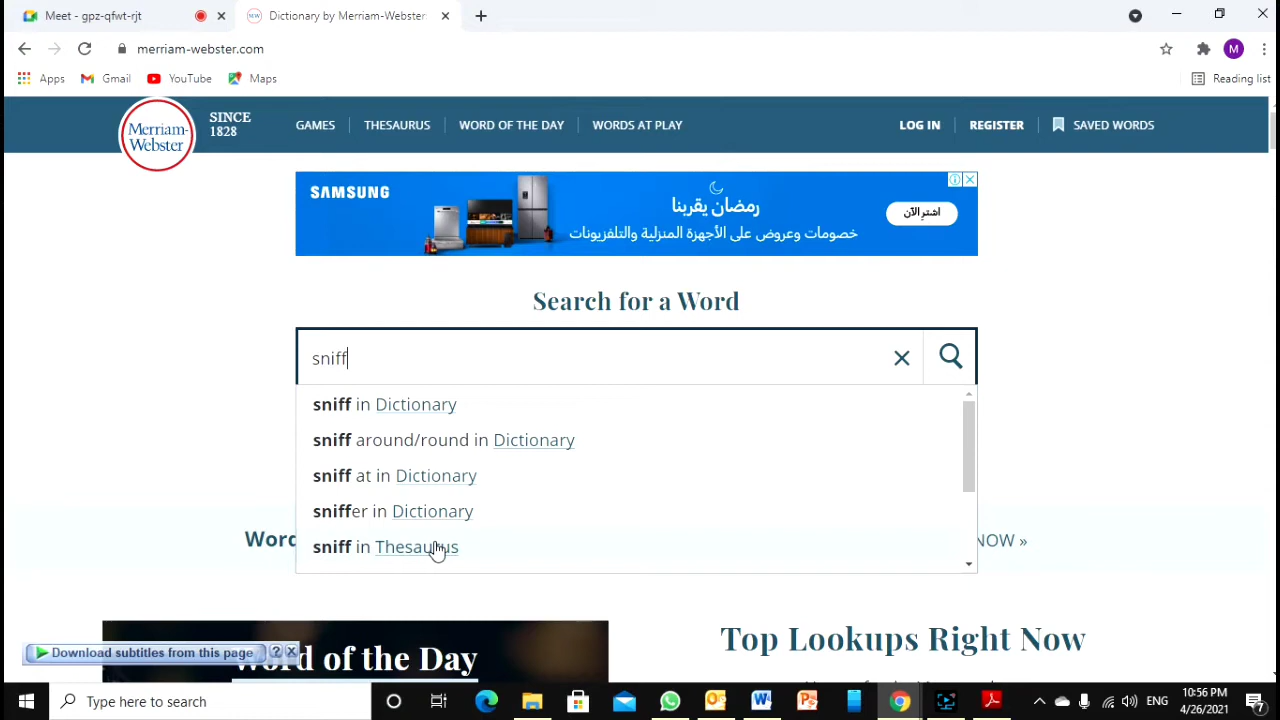 Meet - gpz-qfwt-rjt
Dictionary by Merriam-Webster
merriam-webster.com
M
Apps
Gmail
YouTube
Maps
Reading list
Merriam-
Webster
SINCE
1828
GAMES
THESAURUS
WORD OF THE DAY
WORDS AT PLAY
LOG IN
REGISTER
SAVED WORDS
SAMSUNG
رمضان يقربنا
خصومات وعروض على الأجهزة المنزلية والتلفزيونات
اشترِ الآن
Search for a Word
sniff
sniff in Dictionary
sniff around/round in Dictionary
sniff at in Dictionary
sniffer in Dictionary
sniff in Thesaurus
Word
NOW »
Download subtitles from this page
Word of the Day
Top Lookups Right Now
Type here to search
ENG
10:56 PM
4/26/2021
7